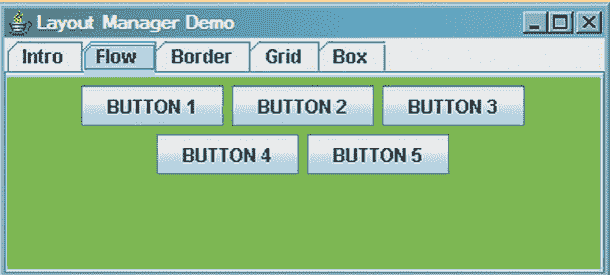 Layout Manager Demo
Intro Flow Border Grid Box
BUTTON 1 BUTTON 2 BUTTON 3
BUTTON 4 BUTTON 5